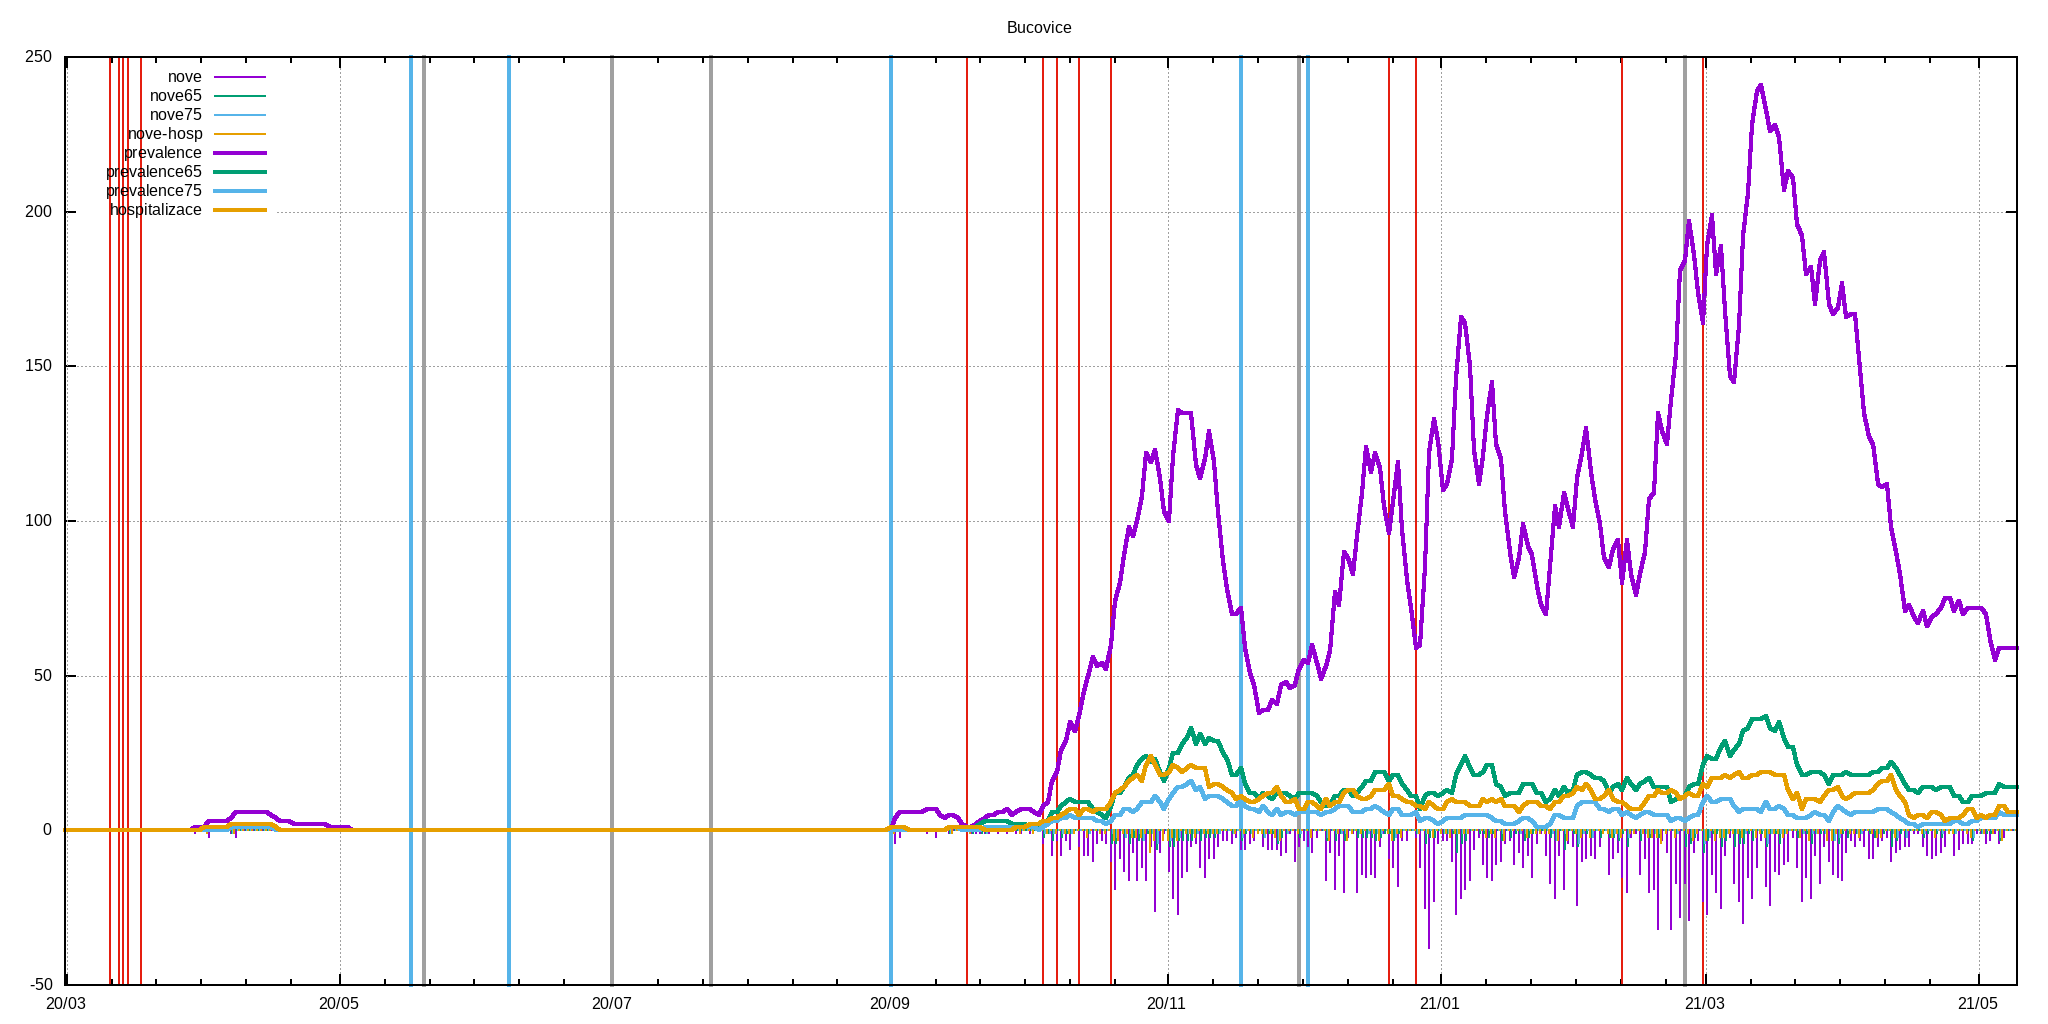 Bucovice
250
200
150
100
50
0
-50
nove
nove65
nove75
nove-hosp
prevalence
prevalence65
prevalence75
hospitalizace
20/03 20/05 20/07 20/09 20/11 21/01 21/03 21/05